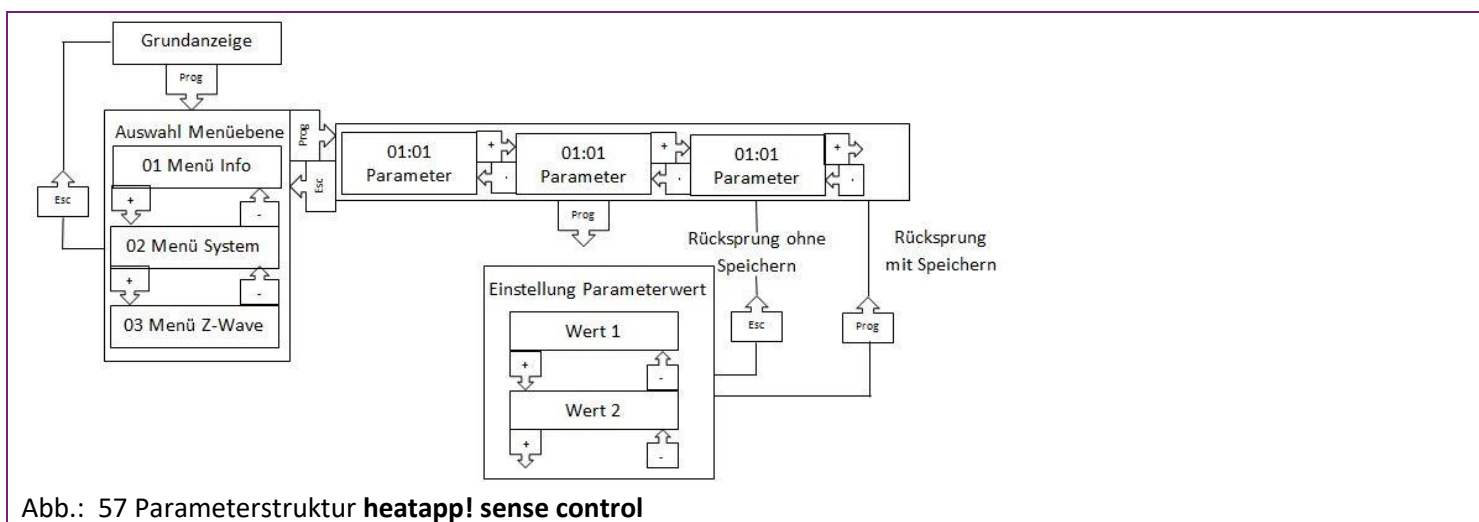 Grundanzeige
Prog
Auswahl Menüebene
01 Menü Info
+
-
02 Menü System
+
-
03 Menü Z-Wave
Esc
Prog
Esc
01:01
Parameter
+
.
01:01
Parameter
+
.
01:01
Parameter
+
.
Prog
Rücksprung ohne
Speichern
Rücksprung
mit Speichern
Einstellung Parameterwert
Wert 1
+
-
Wert 2
+
-
Esc
Prog
Abb.: 57 Parameterstruktur heatapp! sense control